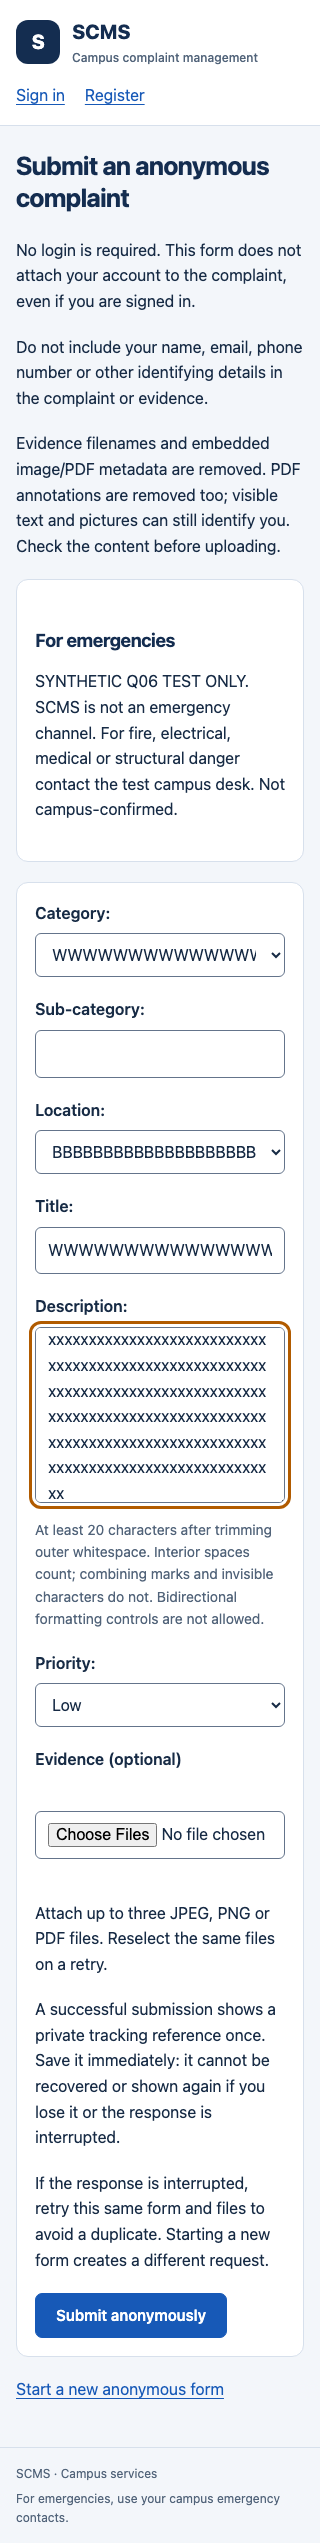 S
SCMS
Campus complaint management
Sign in Register
Submit an anonymous
complaint
No login is required. This form does not
attach your account to the complaint,
even if you are signed in.
Do not include your name, email, phone
number or other identifying details in
the complaint or evidence.
Evidence filenames and embedded
image/PDF metadata are removed. PDF
annotations are removed too; visible
text and pictures can still identify you.
Check the content before uploading.
For emergencies
SYNTHETIC Q06 TEST ONLY.
SCMS is not an emergency
channel. For fire, electrical,
medical or structural danger
contact the test campus desk. Not
campus-confirmed.
Category:
WWWWWWWWWWWWWW
Sub-category:
Location:
BBBBBBBBBBBBBBBBBBBB
Title:
WWWWWWWWWWWWWWW
Description:
xxxxxxxxxxxxxxxxxxxxxxxxxxx
xxxxxxxxxxxxxxxxxxxxxxxxxxx
xxxxxxxxxxxxxxxxxxxxxxxxxxx
xxxxxxxxxxxxxxxxxxxxxxxxxxx
xxxxxxxxxxxxxxxxxxxxxxxxxxx
xxxxxxxxxxxxxxxxxxxxxxxxxxx
xx
At least 20 characters after trimming
outer whitespace. Interior spaces
count; combining marks and invisible
characters do not. Bidirectional
formatting controls are not allowed.
Priority:
Low
Evidence (optional)
Choose Files No file chosen
Attach up to three JPEG, PNG or
PDF files. Reselect the same files
on a retry.
A successful submission shows a
private tracking reference once.
Save it immediately: it cannot be
recovered or shown again if you
lose it or the response is
interrupted.
If the response is interrupted,
retry this same form and files to
avoid a duplicate. Starting a new
form creates a different request.
Submit anonymously
Start a new anonymous form
SCMS · Campus services
For emergencies, use your campus emergency
contacts.